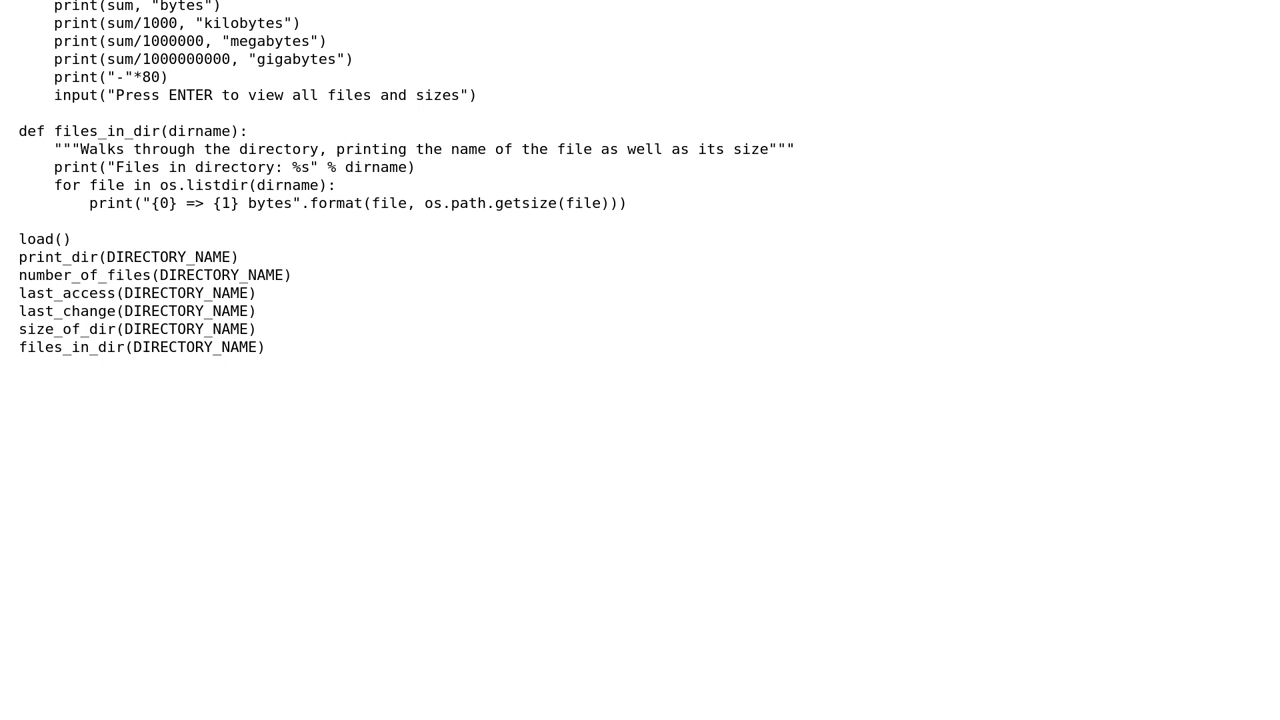 print(sum, "bytes")
    print(sum/1000, "kilobytes")
    print(sum/1000000, "megabytes")
    print(sum/1000000000, "gigabytes")
    print("-"*80)
    input("Press ENTER to view all files and sizes")

def files_in_dir(dirname):
    """Walks through the directory, printing the name of the file as well as its size"""
    print("Files in directory: %s" % dirname)
    for file in os.listdir(dirname):
        print("{0} => {1} bytes".format(file, os.path.getsize(file)))

load()
print_dir(DIRECTORY_NAME)
number_of_files(DIRECTORY_NAME)
last_access(DIRECTORY_NAME)
last_change(DIRECTORY_NAME)
size_of_dir(DIRECTORY_NAME)
files_in_dir(DIRECTORY_NAME)